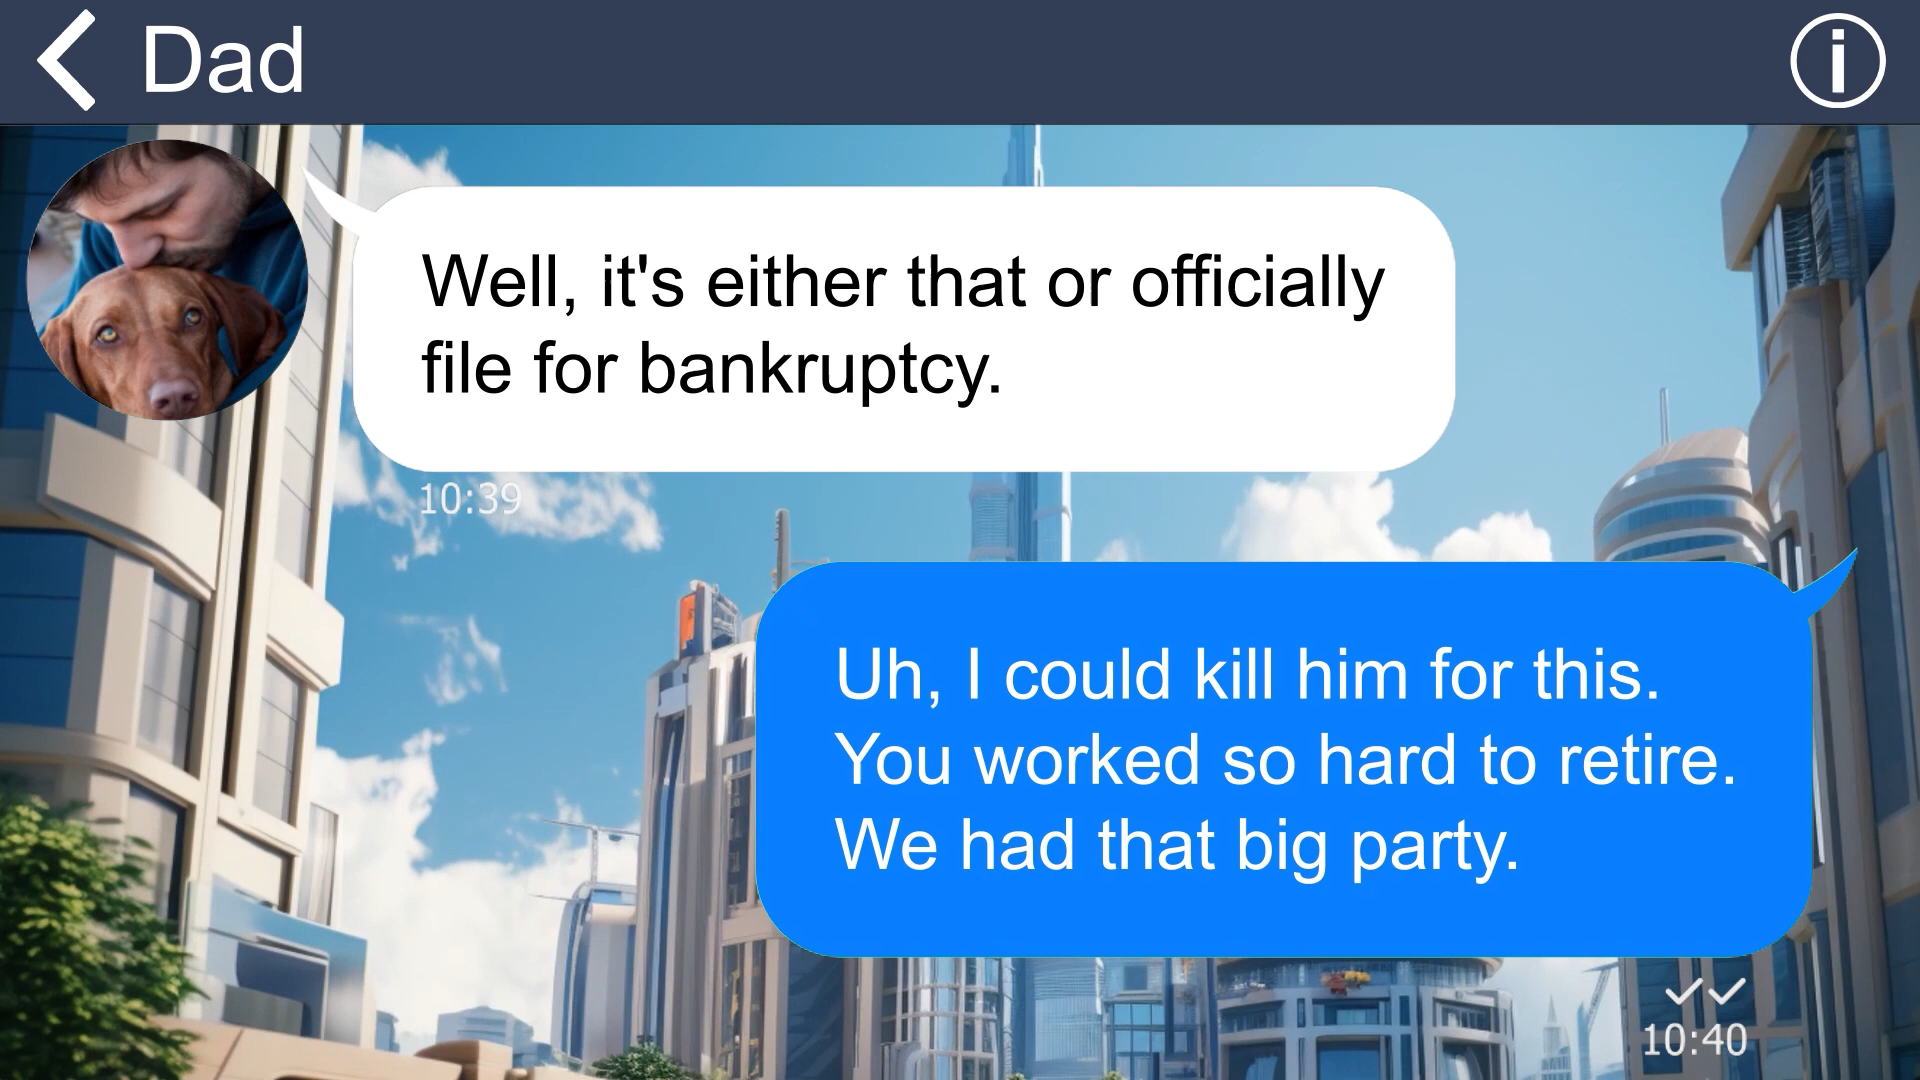 Dad
Well, it's either that or officially
file for bankruptcy.
10:39
Uh, I could kill him for this.
You worked so hard to retire.
We had that big party.
10:40